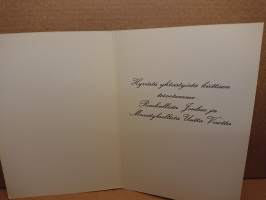 Hyvästä yhteistyöstä kiittäen
toivotamme
Rauhallista Joulua ja
Menestyksellistä Uutta Vuotta